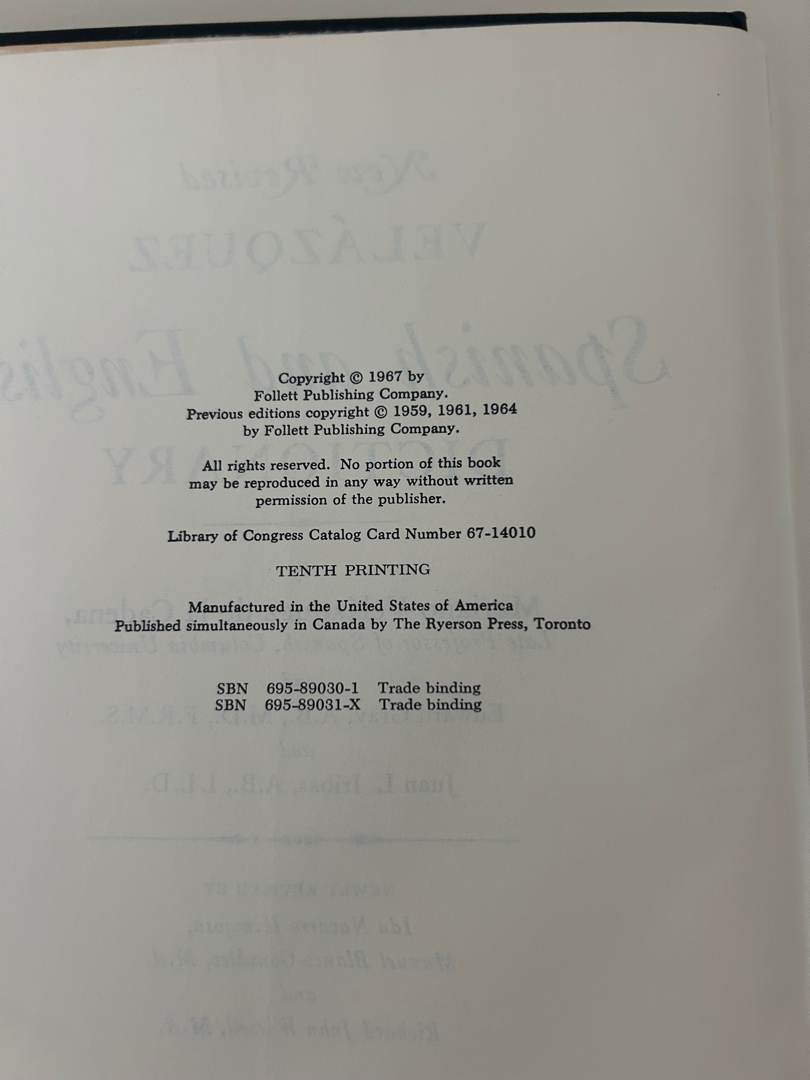 Copyright © 1967 by
Follett Publishing Company.
Previous editions copyright © 1959, 1961, 1964
by Follett Publishing Company.
All rights reserved. No portion of this book
may be reproduced in any way without written
permission of the publisher.
Library of Congress Catalog Card Number 67-14010
TENTH PRINTING
Manufactured in the United States of America
Published simultaneously in Canada by The Ryerson Press, Toronto
SBN 695-89030-1 Trade binding
SBN 695-89031-X Trade binding